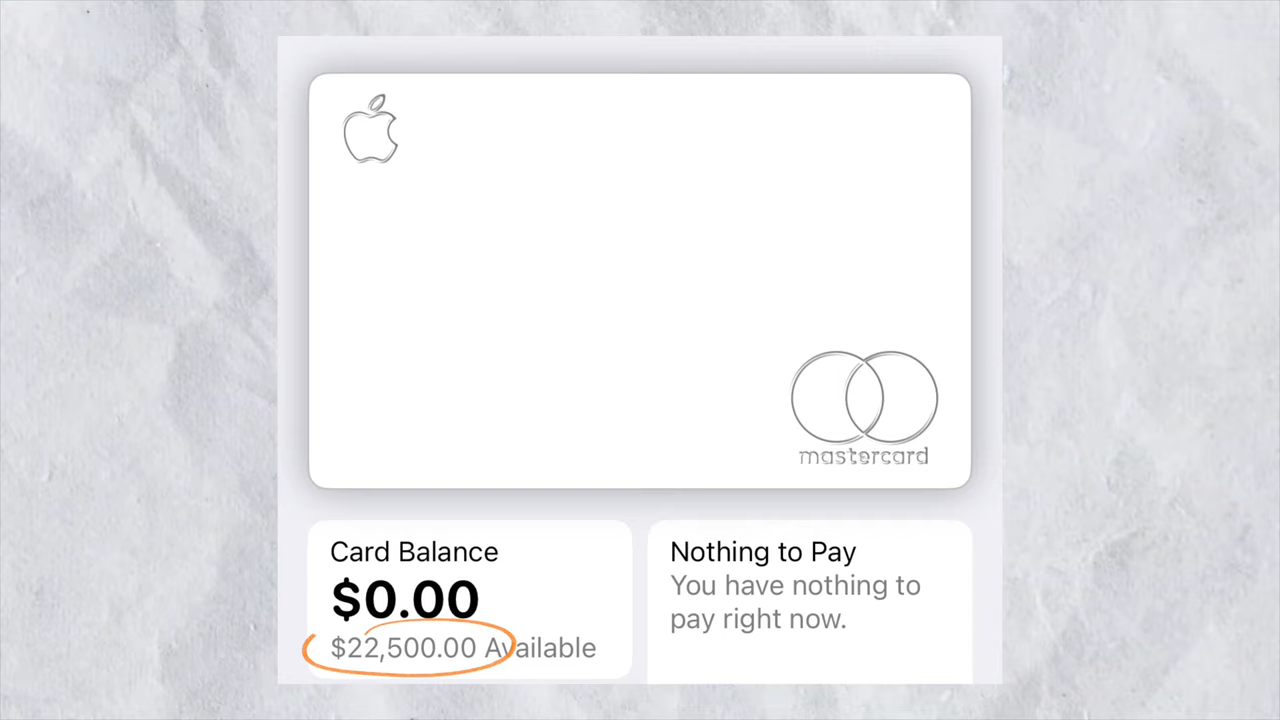 mastercard
Card Balance
$0.00
$22,500.00 Available
Nothing to Pay
You have nothing to
pay right now.